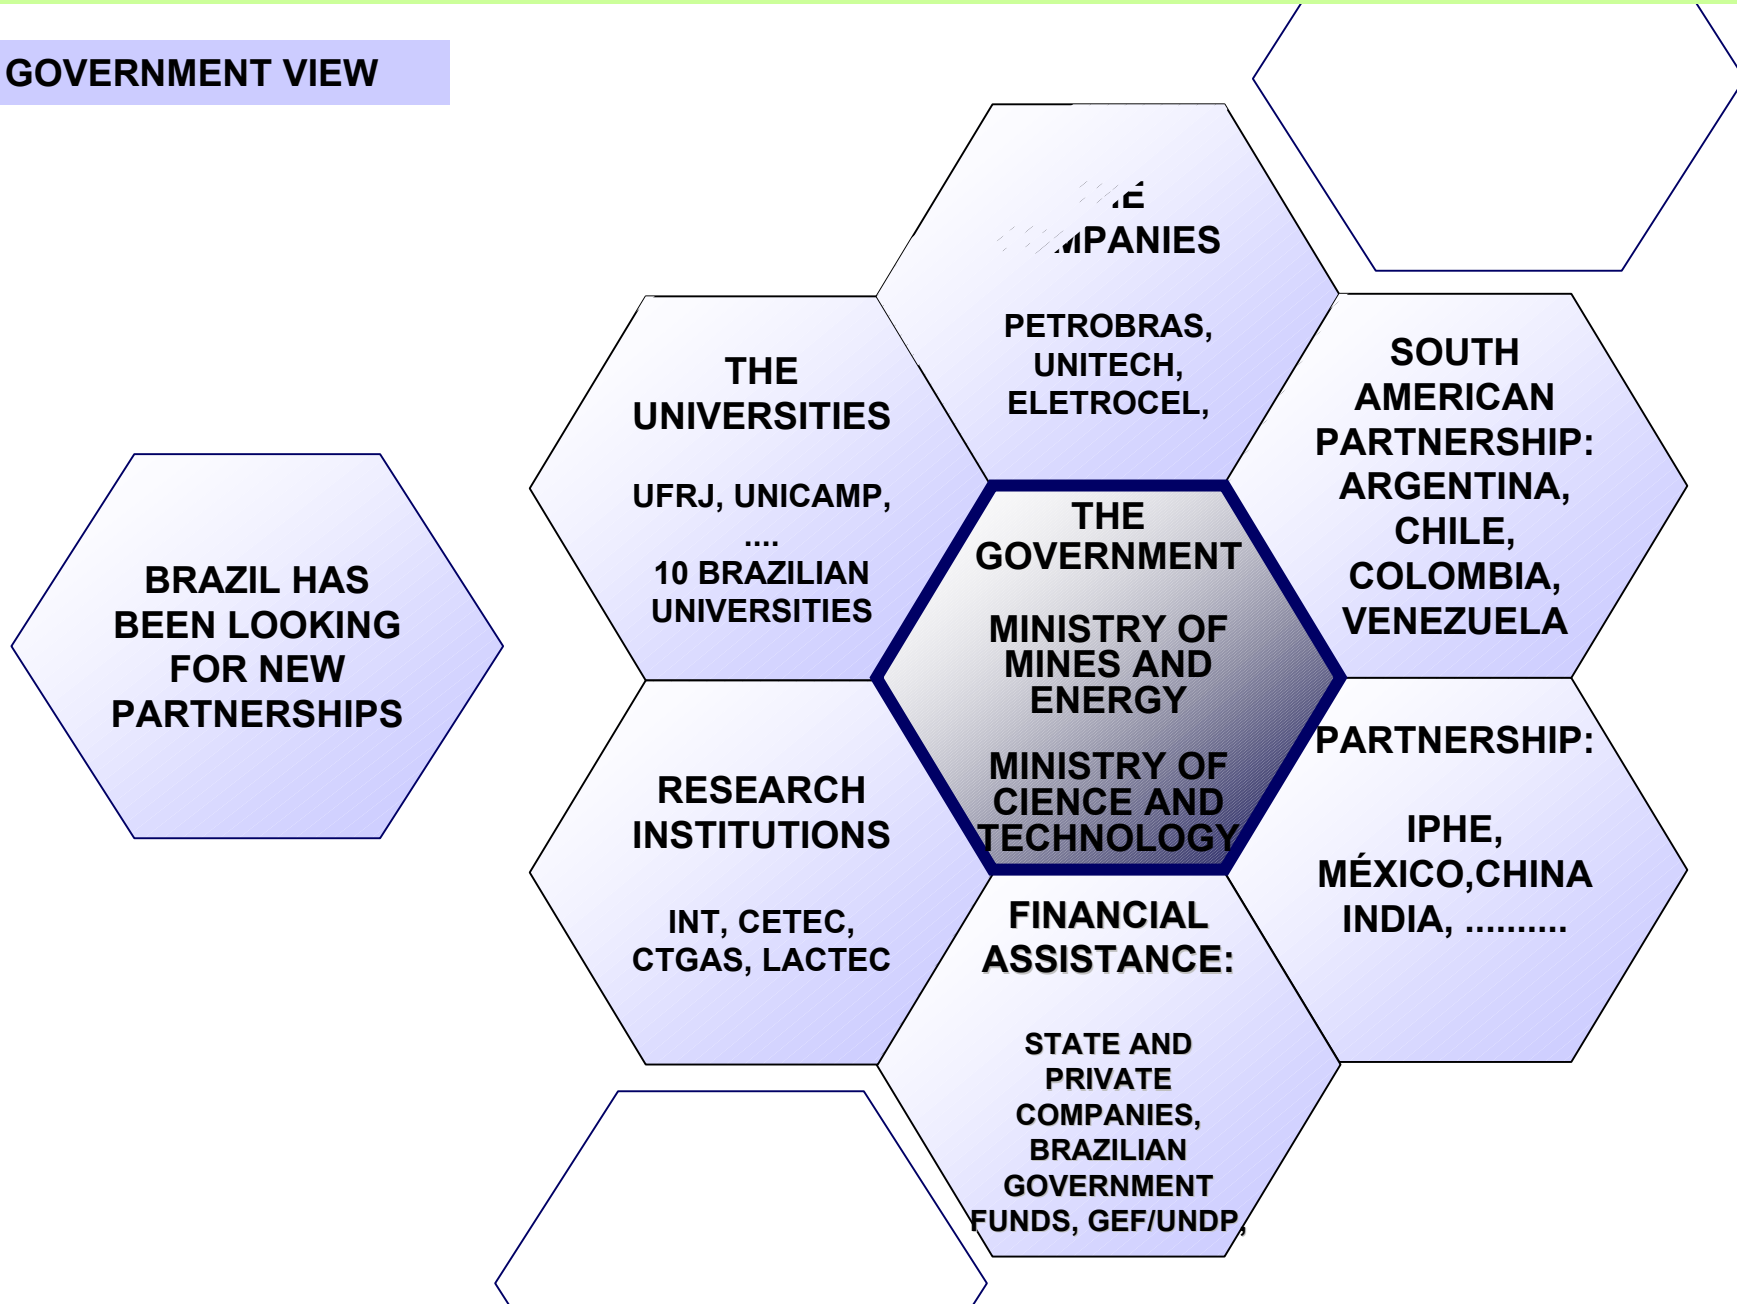 GOVERNMENT VIEW
THE
COMPANIES
PETROBRAS,
UNITECH,
ELETROCEL,
THE
UNIVERSITIES
UFRJ, UNICAMP,
....
10 BRAZILIAN
UNIVERSITIES
SOUTH
AMERICAN
PARTNERSHIP:
ARGENTINA,
CHILE,
COLOMBIA,
VENEZUELA
BRAZIL HAS
BEEN LOOKING
FOR NEW
PARTNERSHIPS
THE
GOVERNMENT
MINISTRY OF
MINES AND
ENERGY
MINISTRY OF
CIENCE AND
TECHNOLOGY
RESEARCH
INSTITUTIONS
INT, CETEC,
CTGAS, LACTEC
PARTNERSHIP:
IPHE,
MÉXICO,CHINA
INDIA, ..........
FINANCIAL
ASSISTANCE:
STATE AND
PRIVATE
COMPANIES,
BRAZILIAN
GOVERNMENT
FUNDS, GEF/UNDP,